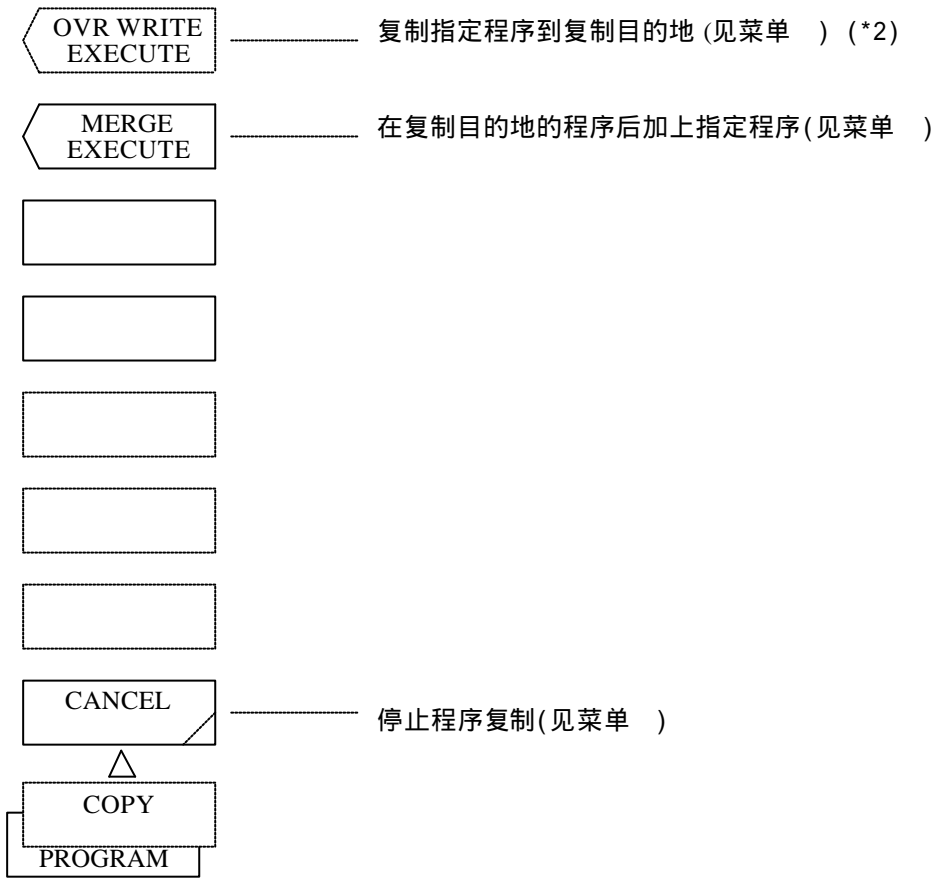 OVR WRITE
EXECUTE
复制指定程序到复制目的地 (见菜单 ) (*2)
MERGE
EXECUTE
在复制目的地的程序后加上指定程序(见菜单 )
CANCEL
停止程序复制(见菜单 )
COPY
PROGRAM